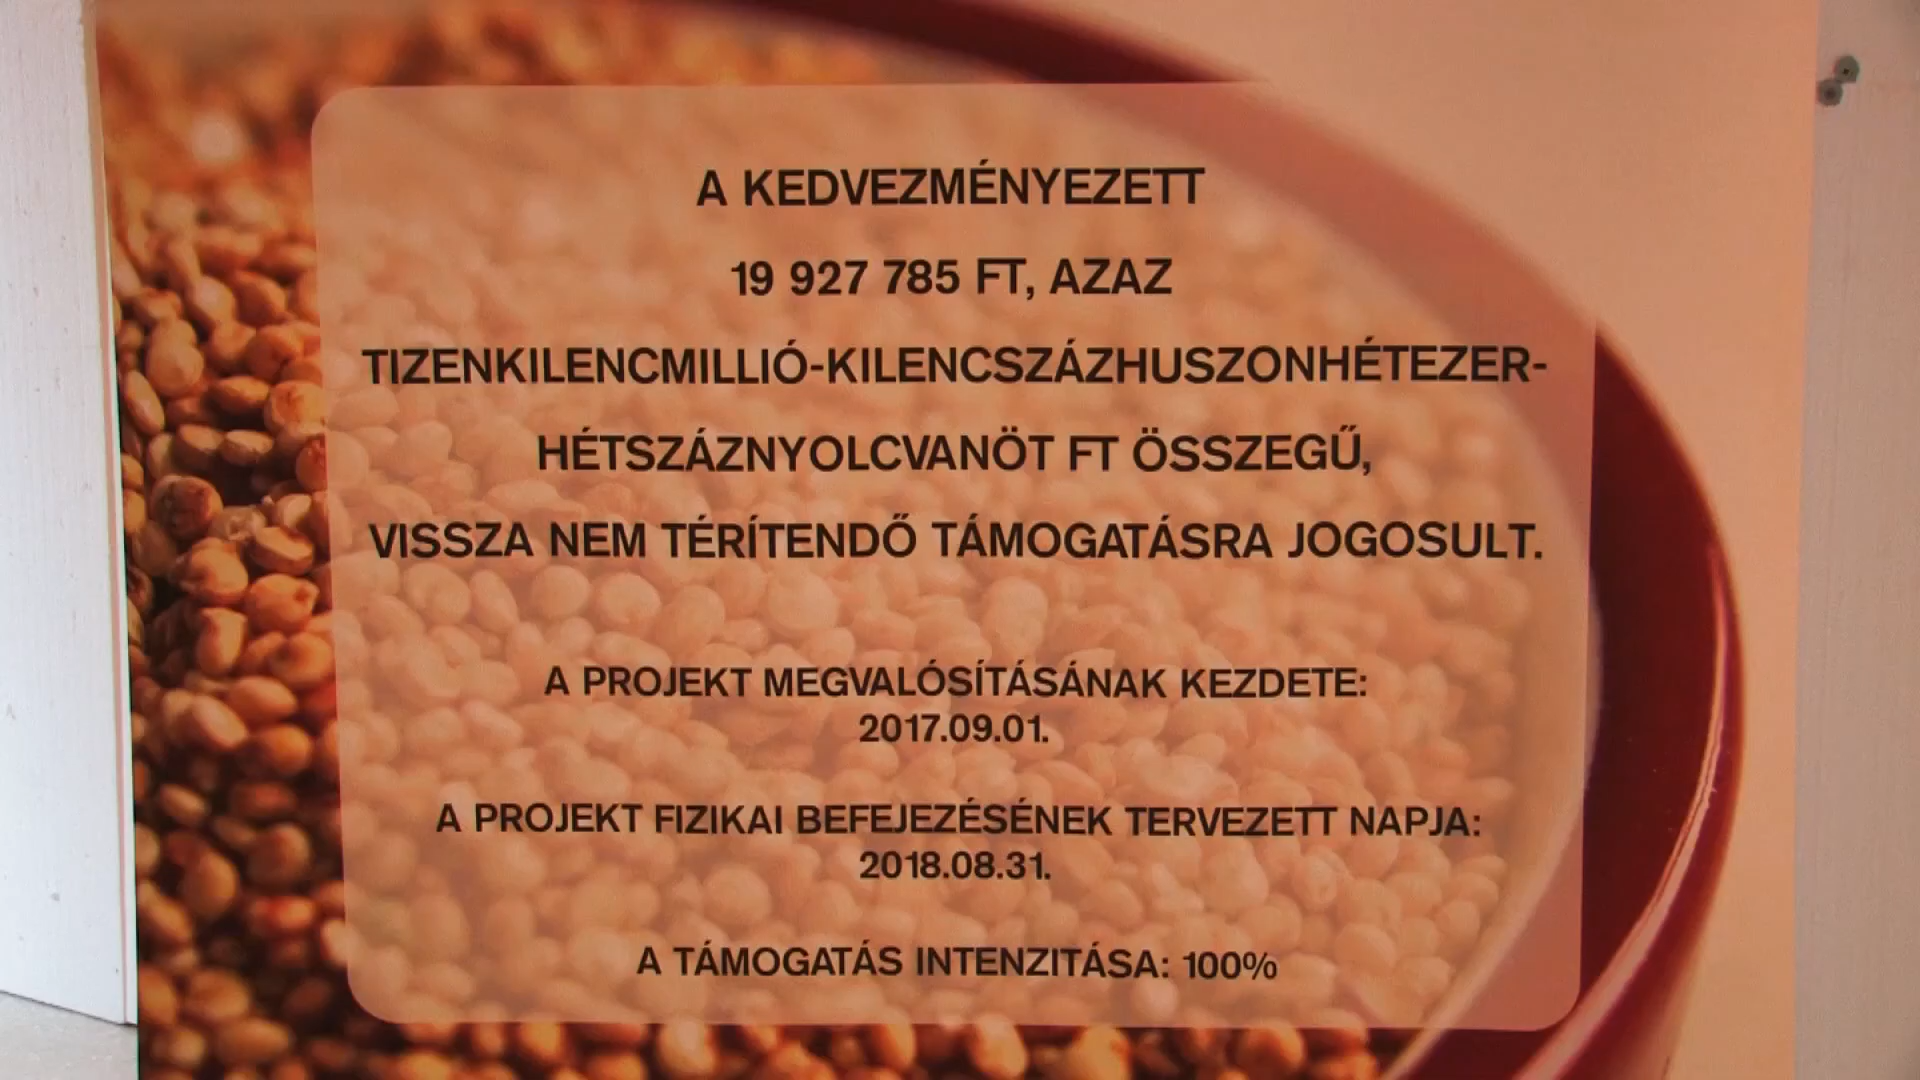 A KEDVEZMÉNYEZETT
19 927 785 FT, AZAZ
TIZENKILENCMILLIÓ-KILENCSZÁZHUSZONHÉTEZER-
HÉTSZÁZNYOLCVANÖT FT ÖSSZEGŰ,
VISSZA NEM TÉRÍTENDŐ TÁMOGATÁSRA JOGOSULT.
A PROJEKT MEGVALÓSÍTÁSÁNAK KEZDETE:
2017.09.01.
A PROJEKT FIZIKAI BEFEJEZÉSÉNEK TERVEZETT NAPJA:
2018.08.31.
A TÁMOGATÁS INTENZITÁSA: 100%